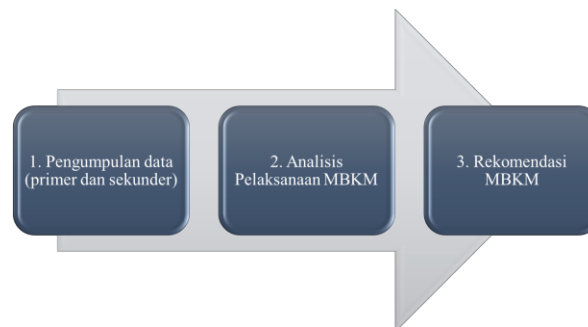 1. Pengumpulan data
(primer dan sekunder)
2. Analisis
Pelaksanaan MBKM
3. Rekomendasi
MBKM